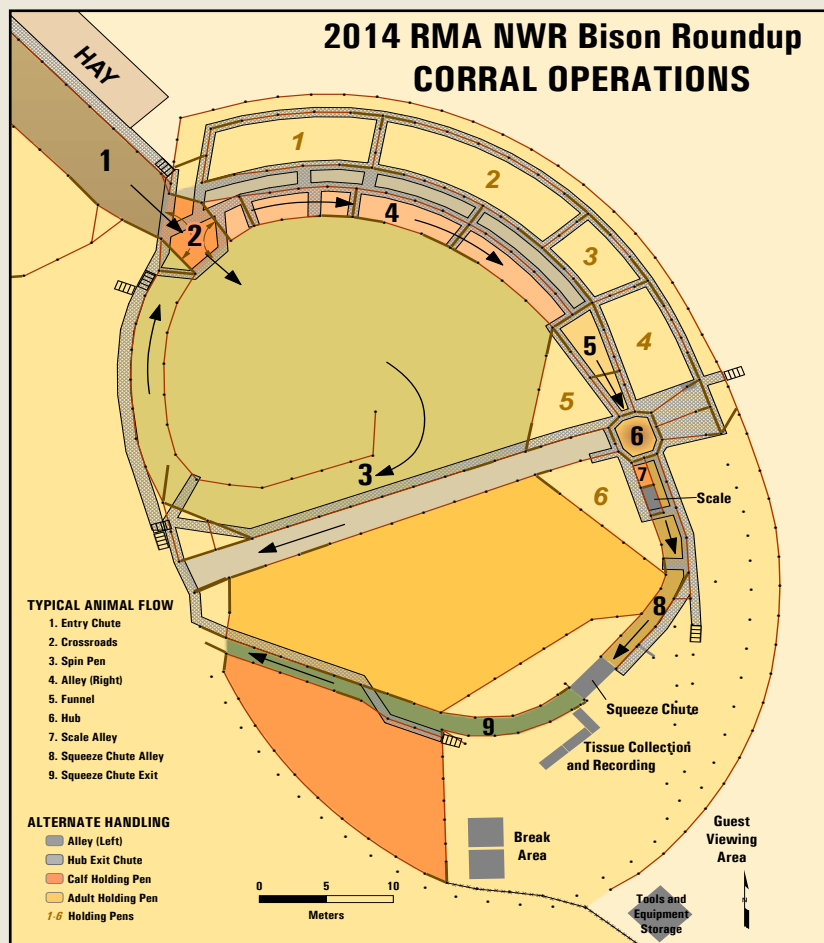 2014 RMA NWR Bison Roundup
CORRAL OPERATIONS
HAY
1
2
3
4
5
6
7
8
9
1
2
3
4
5
6
Scale
Squeeze Chute
Tissue Collection
and Recording
Break
Area
Guest
Viewing
Area
Tools and
Equipment
Storage
N
TYPICAL ANIMAL FLOW
1. Entry Chute
2. Crossroads
3. Spin Pen
4. Alley (Right)
5. Funnel
6. Hub
7. Scale Alley
8. Squeeze Chute Alley
9. Squeeze Chute Exit
ALTERNATE HANDLING
Alley (Left)
Hub Exit Chute
Calf Holding Pen
Adult Holding Pen
1-6 Holding Pens
0 5 10
Meters